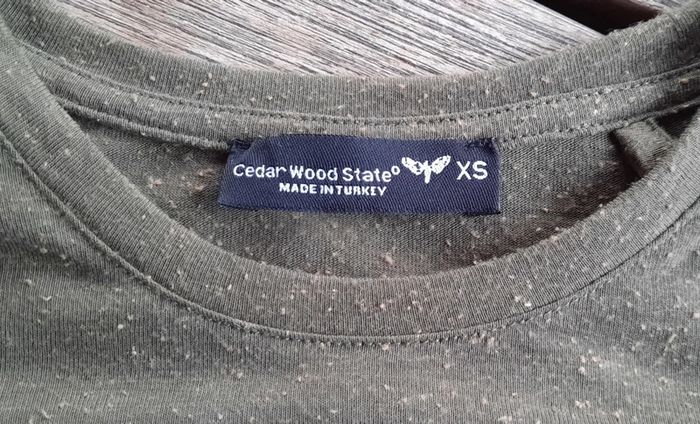 Cedar Wood State° XS
MADE IN TURKEY